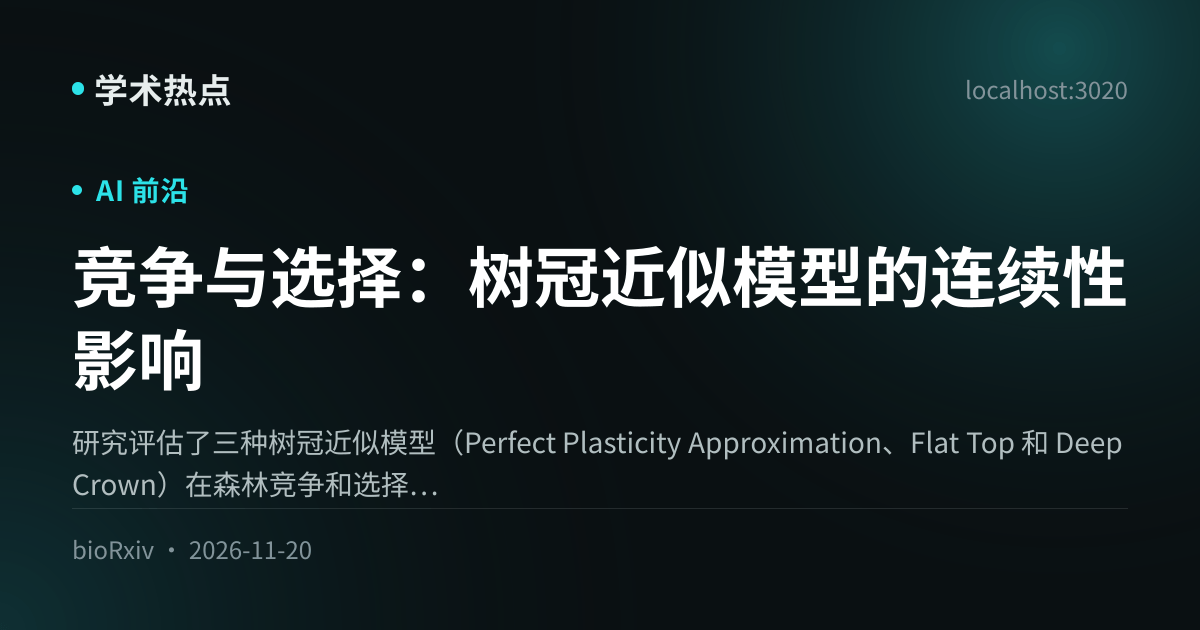 学术热点
localhost:3020
AI 前沿
竞争与选择：树冠近似模型的连续性
影响
研究评估了三种树冠近似模型（Perfect Plasticity Approximation、Flat Top 和 Deep
Crown）在森林竞争和选择…
bioRxiv • 2026-11-20